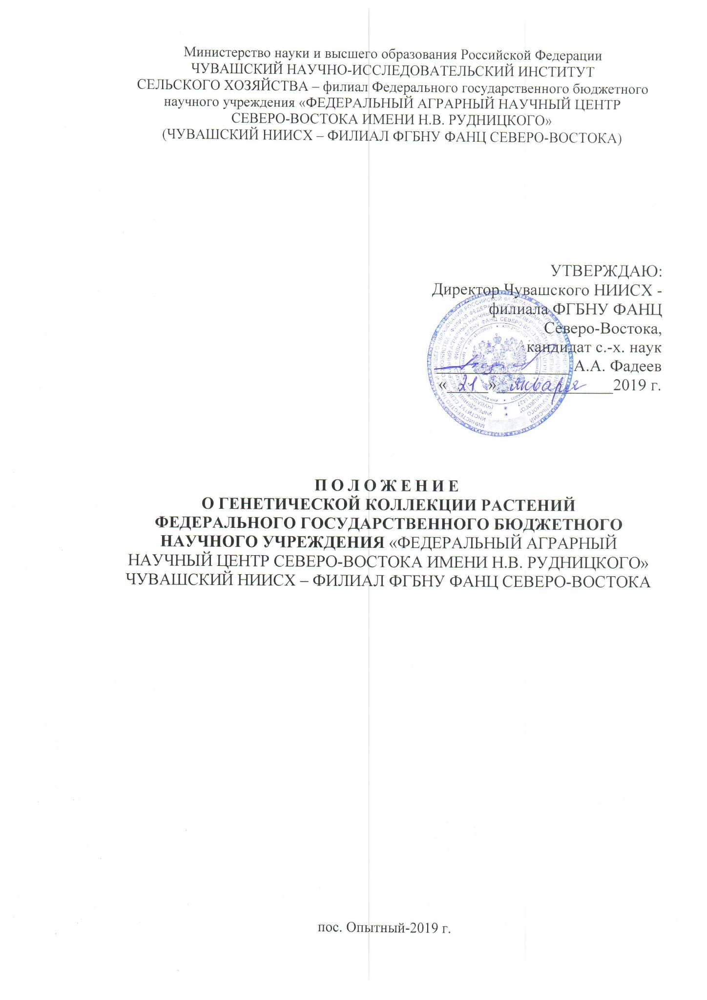 Министерство науки и высшего образования Российской Федерации
ЧУВАШСКИЙ НАУЧНО-ИССЛЕДОВАТЕЛЬСКИЙ ИНСТИТУТ
СЕЛЬСКОГО ХОЗЯЙСТВА – филиал Федерального государственного бюджетного
научного учреждения «ФЕДЕРАЛЬНЫЙ АГРАРНЫЙ НАУЧНЫЙ ЦЕНТР
СЕВЕРО-ВОСТОКА ИМЕНИ Н.В. РУДНИЦКОГО»
(ЧУВАШСКИЙ НИИСХ – ФИЛИАЛ ФГБНУ ФАНЦ СЕВЕРО-ВОСТОКА)
УТВЕРЖДАЮ:
Директор Чувашского НИИСХ -
филиала ФГБНУ ФАНЦ
Северо-Востока,
кандидат с.-х. наук
А.А. Фадеев
«21» января 2019 г.
П О Л О Ж Е Н И Е
О ГЕНЕТИЧЕСКОЙ КОЛЛЕКЦИИ РАСТЕНИЙ
ФЕДЕРАЛЬНОГО ГОСУДАРСТВЕННОГО БЮДЖЕТНОГО
НАУЧНОГО УЧРЕЖДЕНИЯ «ФЕДЕРАЛЬНЫЙ АГРАРНЫЙ
НАУЧНЫЙ ЦЕНТР СЕВЕРО-ВОСТОКА ИМЕНИ Н.В. РУДНИЦКОГО»
ЧУВАШСКИЙ НИИСХ – ФИЛИАЛ ФГБНУ ФАНЦ СЕВЕРО-ВОСТОКА
пос. Опытный-2019 г.